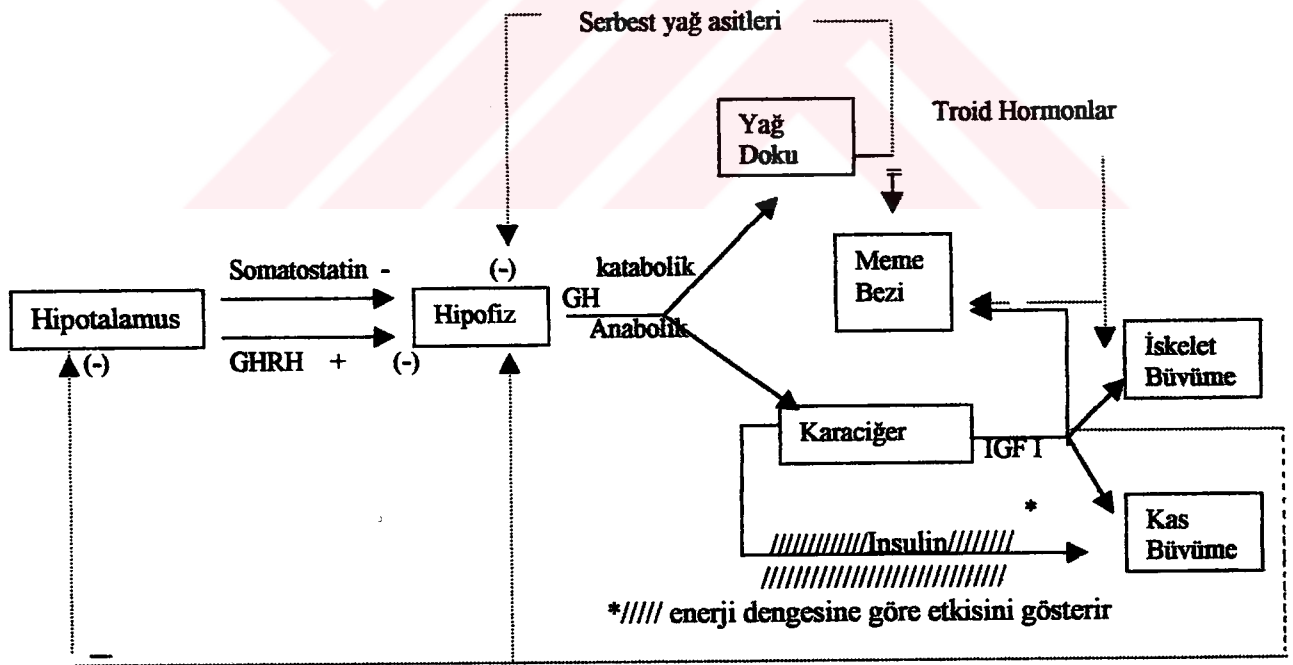 Serbest yağ asitleri
Troid Hormonlar
Yağ
Doku
Somatostatin -
(-)
katabolik
Meme
Bezi
Hipotalamus
Hipofiz
GH
Anabolik
(-)
GHRH +
(-)
İskelet
Büvüme
Karaciğer
IGF I
*
Kas
Büvüme
////////////Insulin////////
///////////////////////////
*///// enerji dengesine göre etkisini gösterir